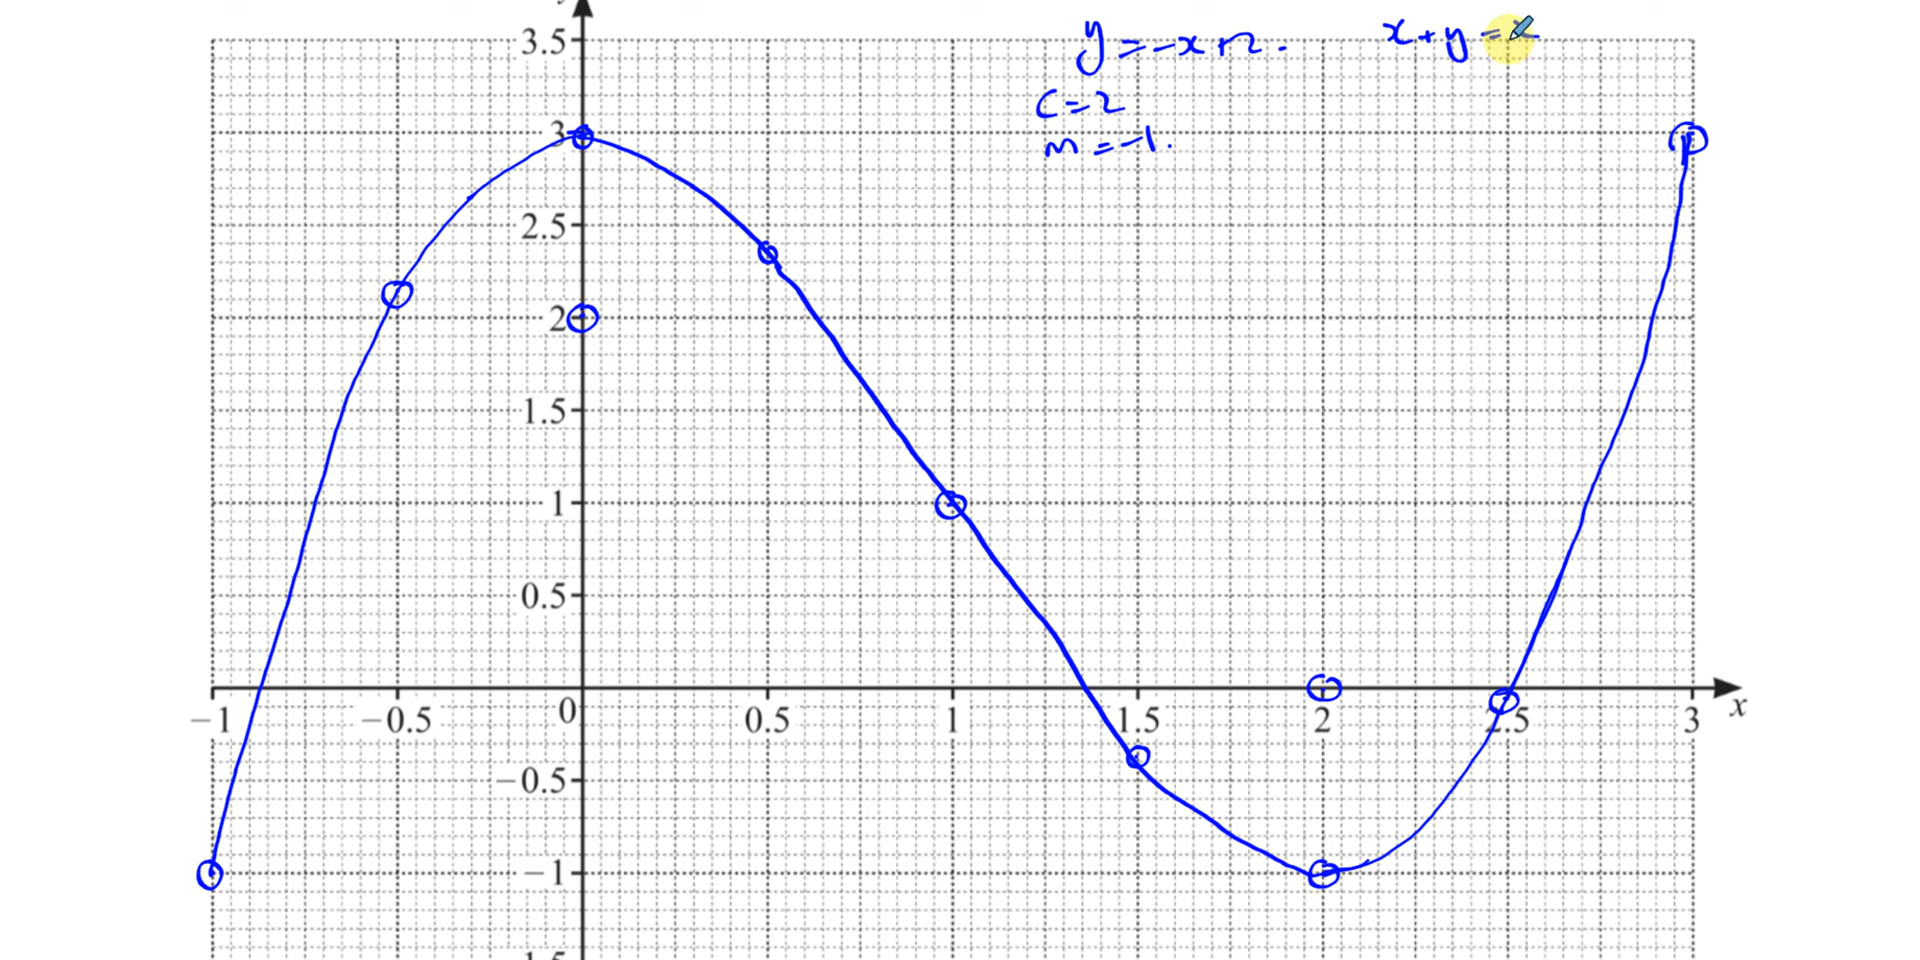 y
3.5
y = -x+2.
x+y =
c=2
3
m = -1.
2.5
2
1.5
1
0.5
−1 −0.5 0 0.5 1 1.5 2 2.5 3 x
−0.5
−1